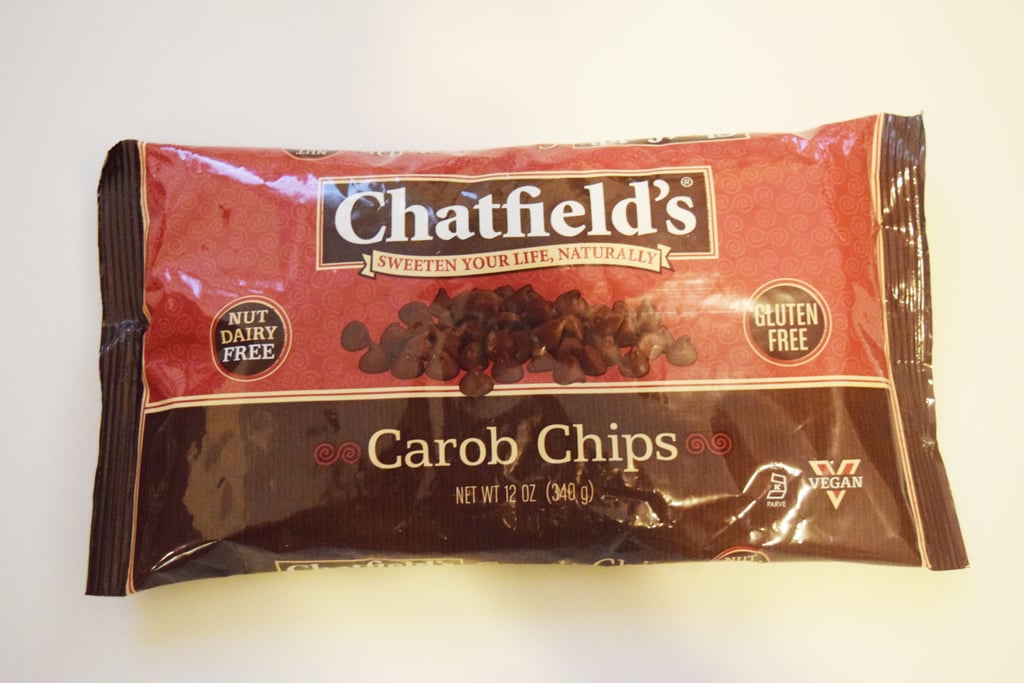 Chatfield's®
SWEETEN YOUR LIFE, NATURALLY
NUT
DAIRY
FREE
GLUTEN
FREE
Carob Chips
NET WT 12 OZ (340 g)
K
PARVE
VEGAN
Chatfield's